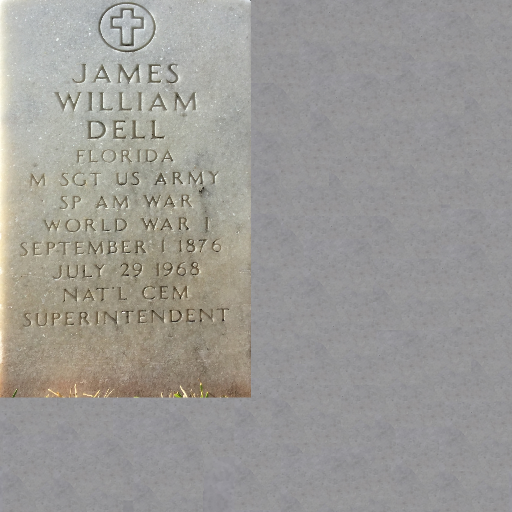 JAMES
WILLIAM
DELL
FLORIDA
M SGT US ARMY
SP AM WAR
WORLD WAR I
SEPTEMBER 1 1876
JULY 29 1968
NAT'L CEM
SUPERINTENDENT